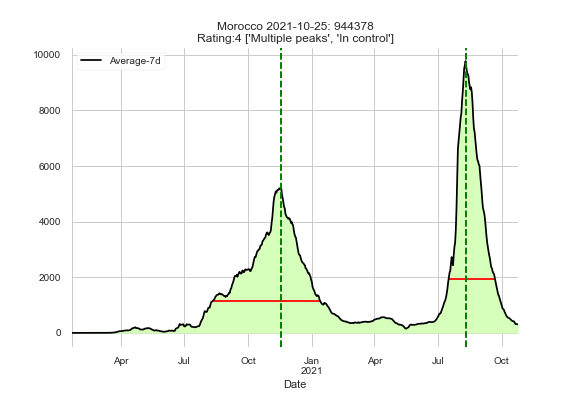 Morocco 2021-10-25: 944378
Rating:4 ['Multiple peaks', 'In control']
Average-7d
10000
8000
6000
4000
2000
0
Apr Jul Oct Jan Apr Jul Oct
2021
Date